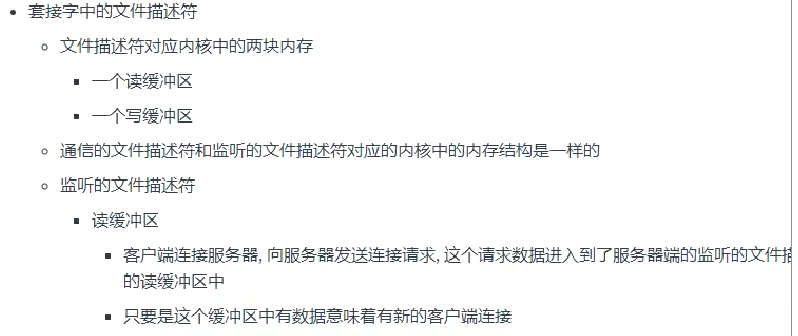 套接字中的文件描述符
文件描述符对应内核中的两块内存
一个读缓冲区
一个写缓冲区
通信的文件描述符和监听的文件描述符对应的内核中的内存结构是一样的
监听的文件描述符
读缓冲区
客户端连接服务器, 向服务器发送连接请求, 这个请求数据进入到了服务器端的监听的文件描
的读缓冲区中
只要是这个缓冲区中有数据意味着有新的客户端连接